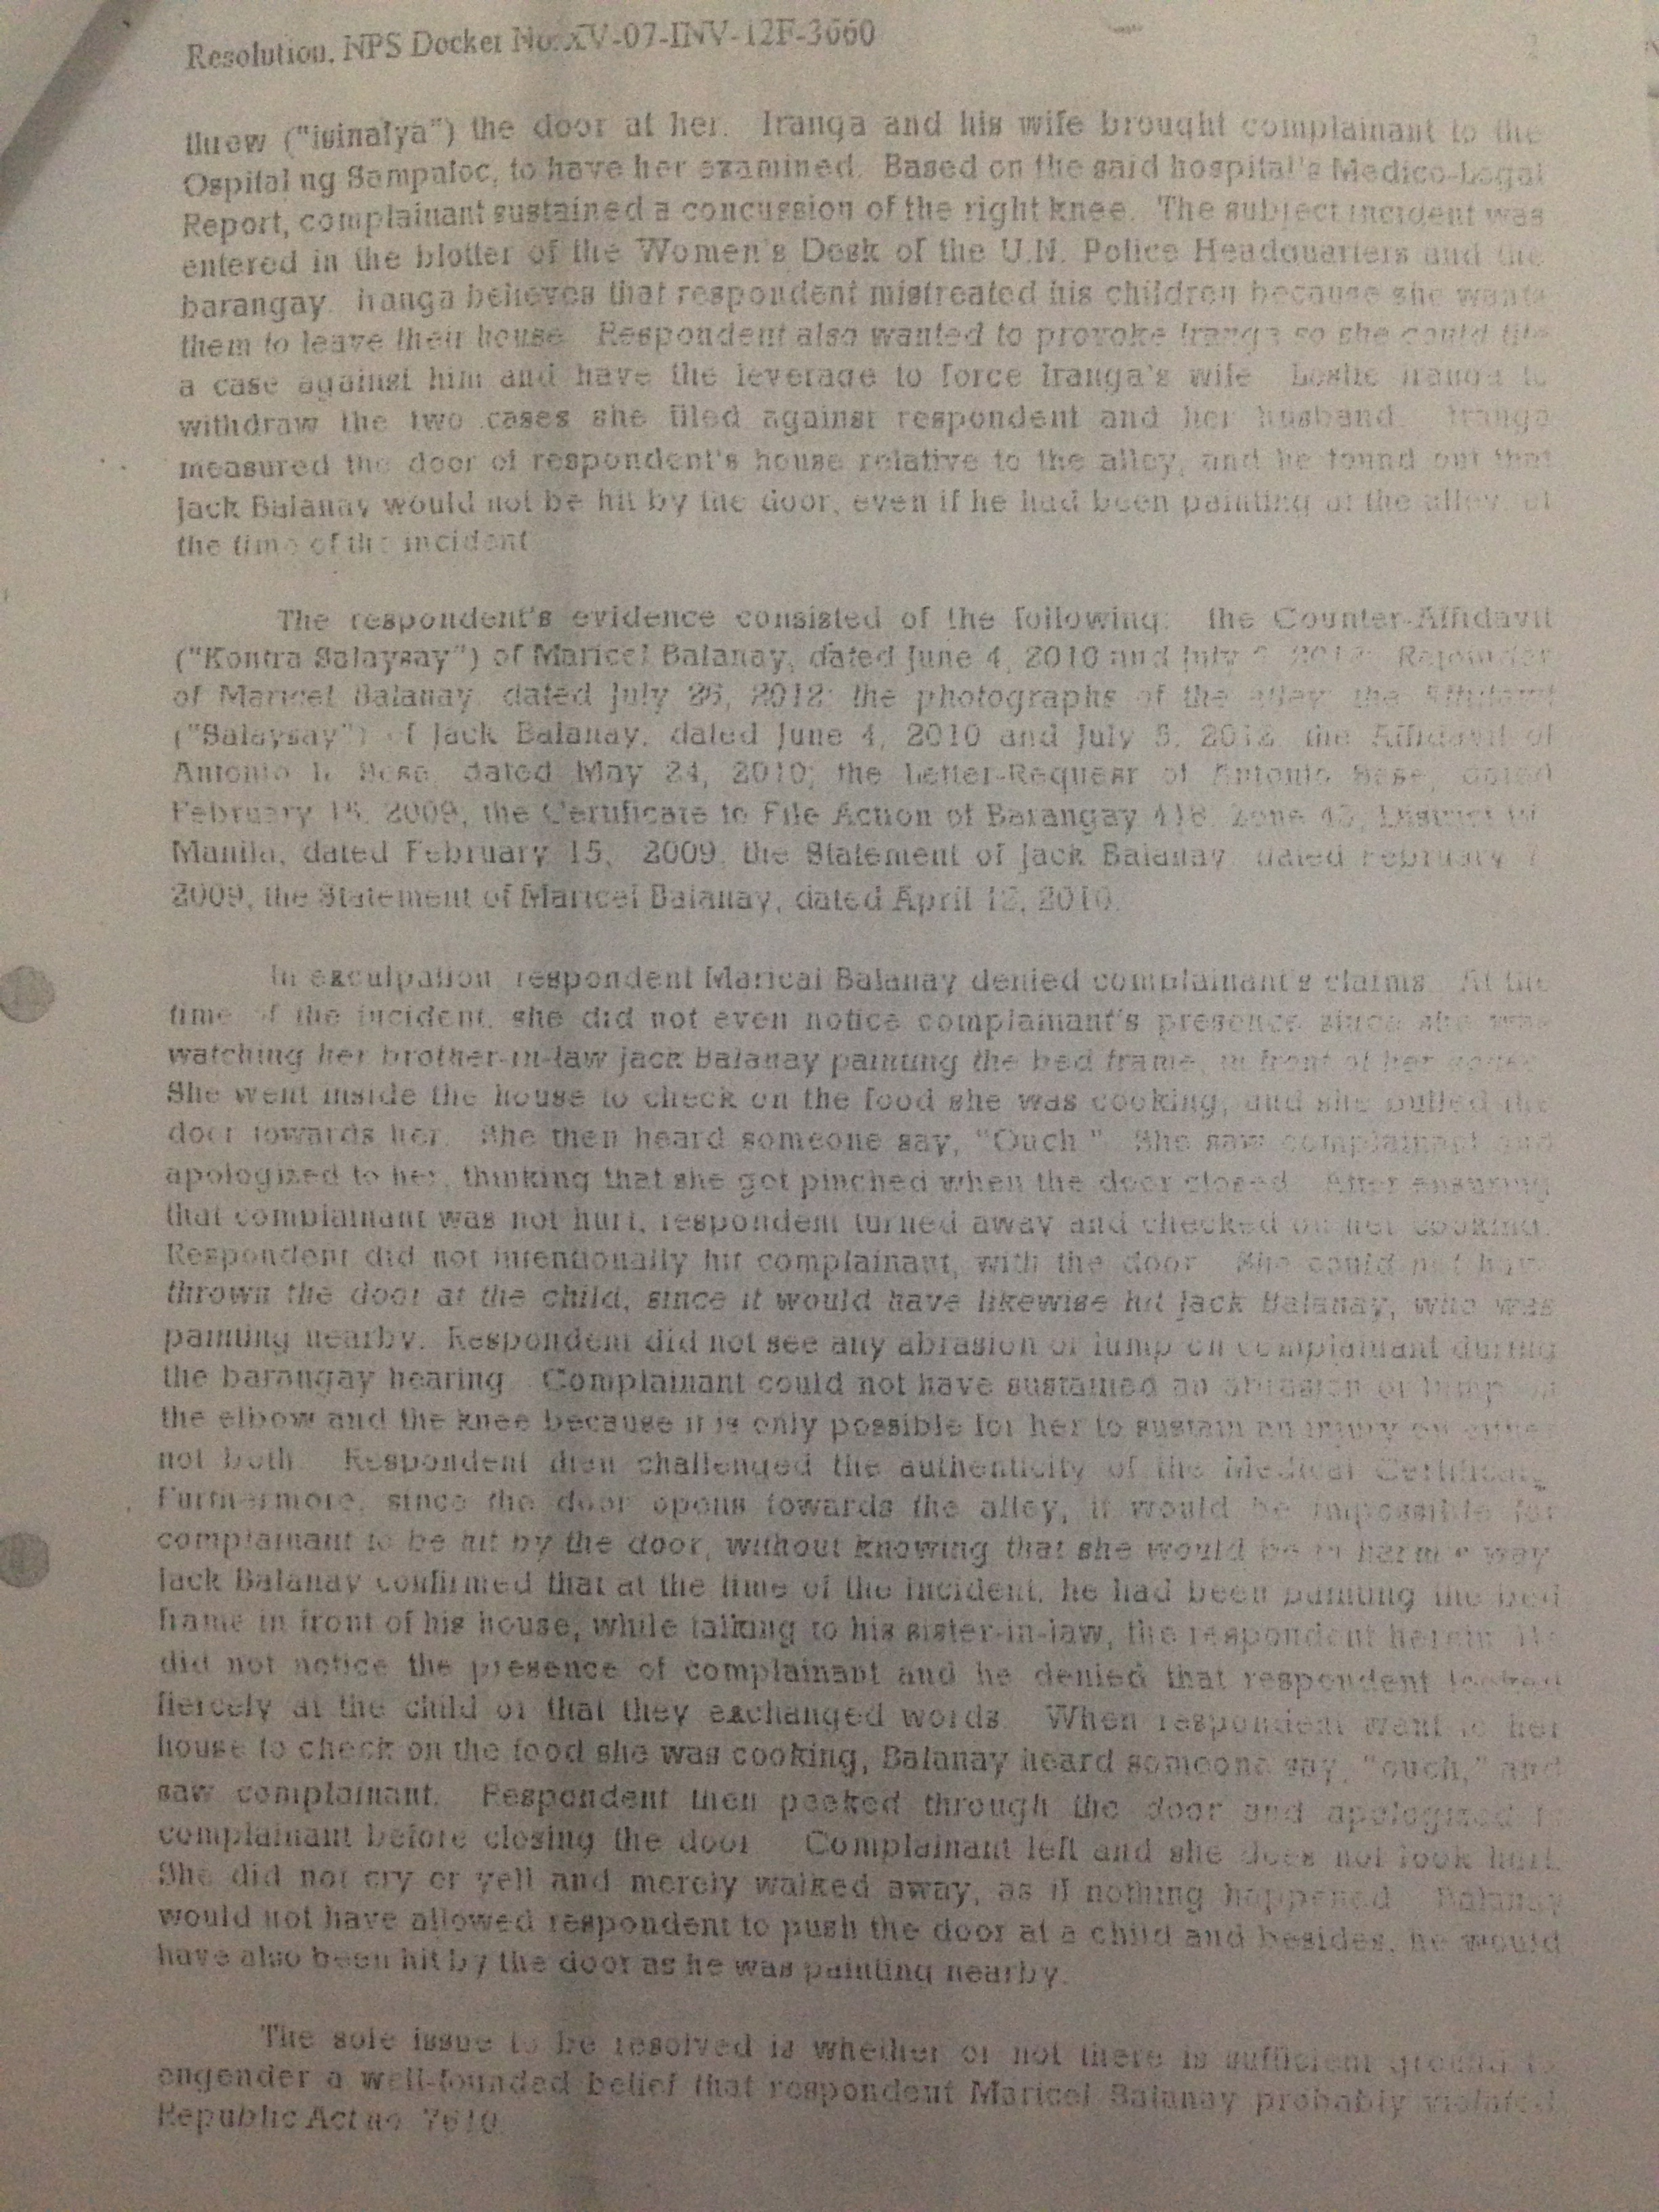 Resolution, NPS Docket No. XV-07-INV-12F-3660 2
threw ("isinalya") the door at her. Iranga and his wife brought complainant to the
Ospital ng Sampaloc, to have her examined. Based on the said hospital's Medico-Legal
Report, complainant sustained a concussion of the right knee. The subject incident was
entered in the blotter of the Women's Desk of the U.N. Police Headquarters and the
barangay. Iranga believes that respondent mistreated his children because she wants
them to leave their house. Respondent also wanted to provoke Iranga so she could file
a case against him and have the leverage to force Iranga's wife Leslie Iranga to
withdraw the two cases she filed against respondent and her husband. Iranga
measured the door of respondent's house relative to the alley, and he found out that
Jack Balanay would not be hit by the door, even if he had been painting at the alley, at
the time of the incident
The respondent's evidence consisted of the following: the Counter-Affidavit
("Kontra Salaysay") of Maricel Balanay, dated June 4, 2010 and July 2012; Rejoinder
of Maricel Balanay, dated July 26, 2012; the photographs of the alley; the Affidavit
("Salaysay") of Jack Balanay, dated June 4, 2010 and July 5, 2012, the Affidavit of
Antonio Bese, dated May 24, 2010; the Letter-Request of Antonio Bese, dated
February 15, 2009, the Certificate to File Action of Barangay 418, Zone 43, District IV
Manila, dated February 15, 2009, the Statement of Jack Balanay dated February 7
2009, the Statement of Maricel Balanay, dated April 12, 2010.
In exculpation respondent Marical Balanay denied complainant's claims. At the
time of the incident, she did not even notice complainant's presence since she was
watching her brother-in-law Jack Balanay painting the bed frame, in front of her house.
She went inside the house to check on the food she was cooking, and she pulled the
door towards her. She then heard someone say, "Ouch." She saw complainant and
apologized to her, thinking that she got pinched when the door closed. After ensuring
that complainant was not hurt, respondent turned away and checked on her cooking.
Respondent did not intentionally hit complainant, with the door. She could not have
thrown the door at the child, since it would have likewise hit Jack Balanay, who was
painting nearby. Respondent did not see any abrasion or lump on complainant during
the barangay hearing. Complainant could not have sustained an abrasion or lump on
the elbow and the knee because it is only possible for her to sustain an injury on either
not both. Respondent then challenged the authenticity of the Medical Certificate.
Furthermore, since the door opens towards the alley, it would be impossible for
complainant to be hit by the door, without knowing that she would be in harm's way
Jack Balanay confirmed that at the time of the incident, he had been painting the bed
frame in front of his house, while talking to his sister-in-law, the respondent herein. He
did not notice the presence of complainant and he denied that respondent looked
fiercely at the child or that they exchanged words. When respondent went to her
house to check on the food she was cooking, Balanay heard someone say, "ouch," and
saw complainant. Respondent then peeked through the door and apologized to
complainant before closing the door. Complainant left and she does not look hurt.
She did not cry or yell and merely walked away, as if nothing happened. Balanay
would not have allowed respondent to push the door at a child and besides, he would
have also been hit by the door as he was painting nearby.
The sole issue to be resolved is whether or not there is sufficient ground to
engender a well-founded belief that respondent Maricel Balanay probably violated
Republic Act no. 7610